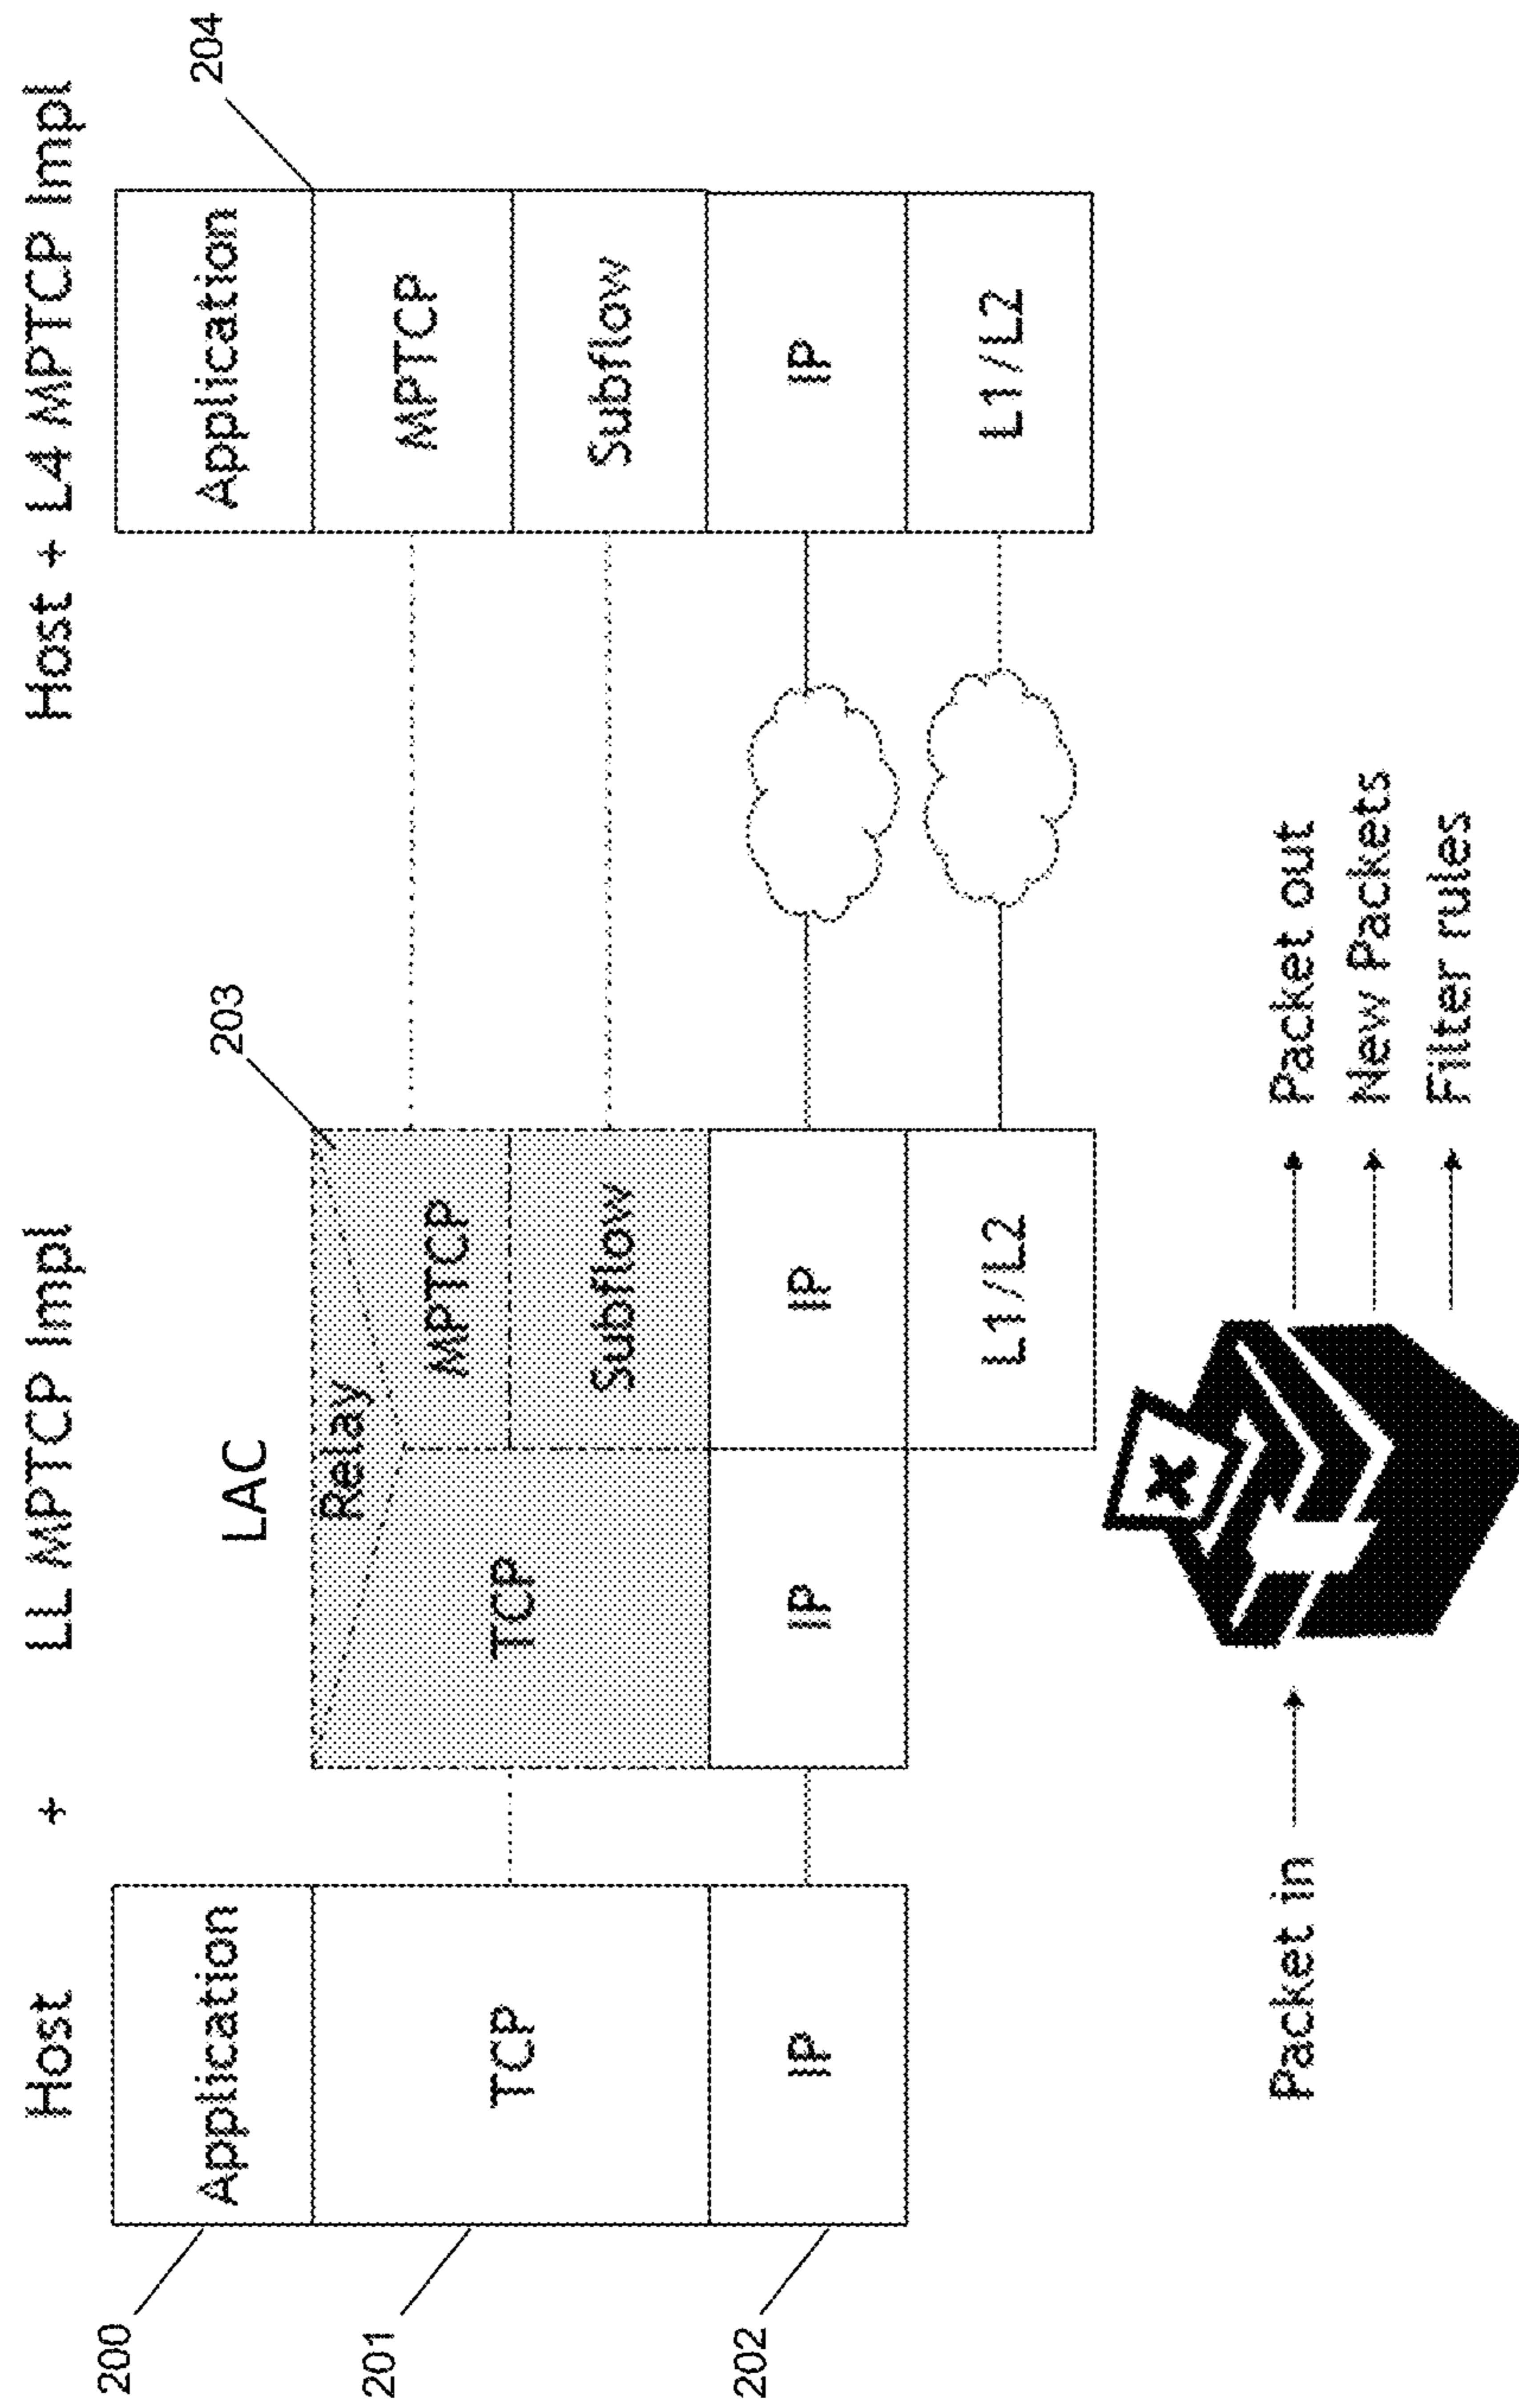 Host + LL MPTCP Impl
Host + L4 MPTCP Impl
LAC
200
Application
201
TCP
202
IP
203
Relay
TCP
MPTCP
Subflow
IP
IP
L1/L2
204
Application
MPTCP
Subflow
IP
L1/L2
Packet in
x
Packet out
New Packets
Filter rules